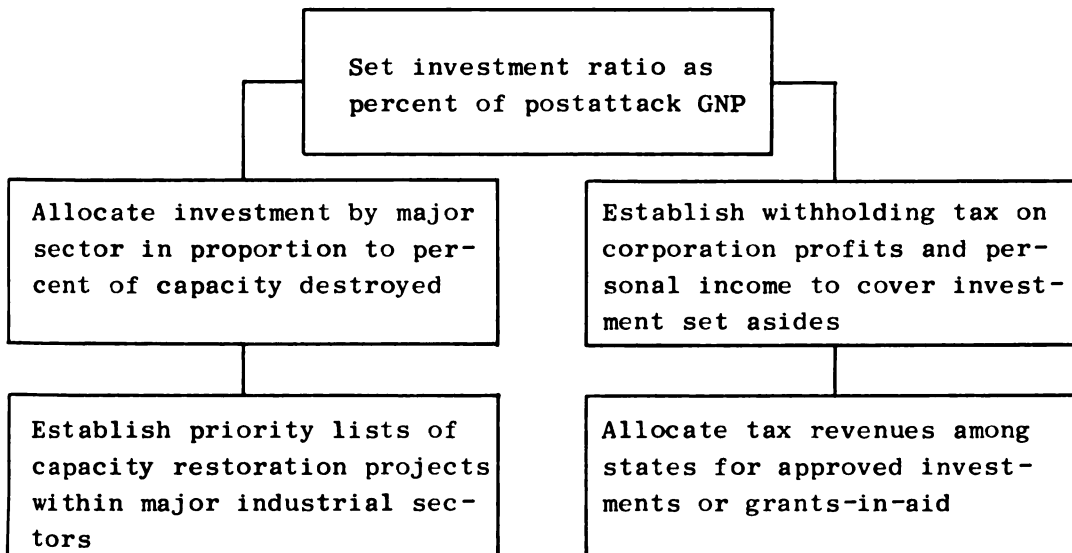 Set investment ratio as
percent of postattack GNP
Allocate investment by major
sector in proportion to per-
cent of capacity destroyed
Establish priority lists of
capacity restoration projects
within major industrial sec-
tors
Establish withholding tax on
corporation profits and per-
sonal income to cover invest-
ment set asides
Allocate tax revenues among
states for approved invest-
ments or grants-in-aid